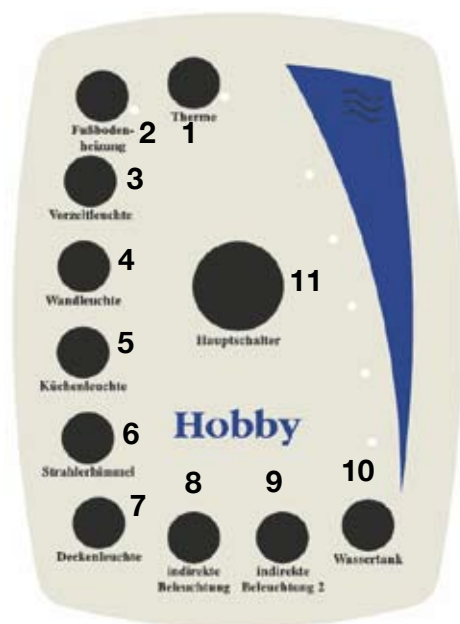 Therme
1
Fußboden-
heizung
2
Vorzeltleuchte
3
Wandleuchte
4
Hauptschalter
11
Küchenleuchte
5
Hobby
Strahlerhimmel
6
Deckenleuchte
7
8
indirekte
Beleuchtung
9
indirekte
Beleuchtung 2
10
Wassertank